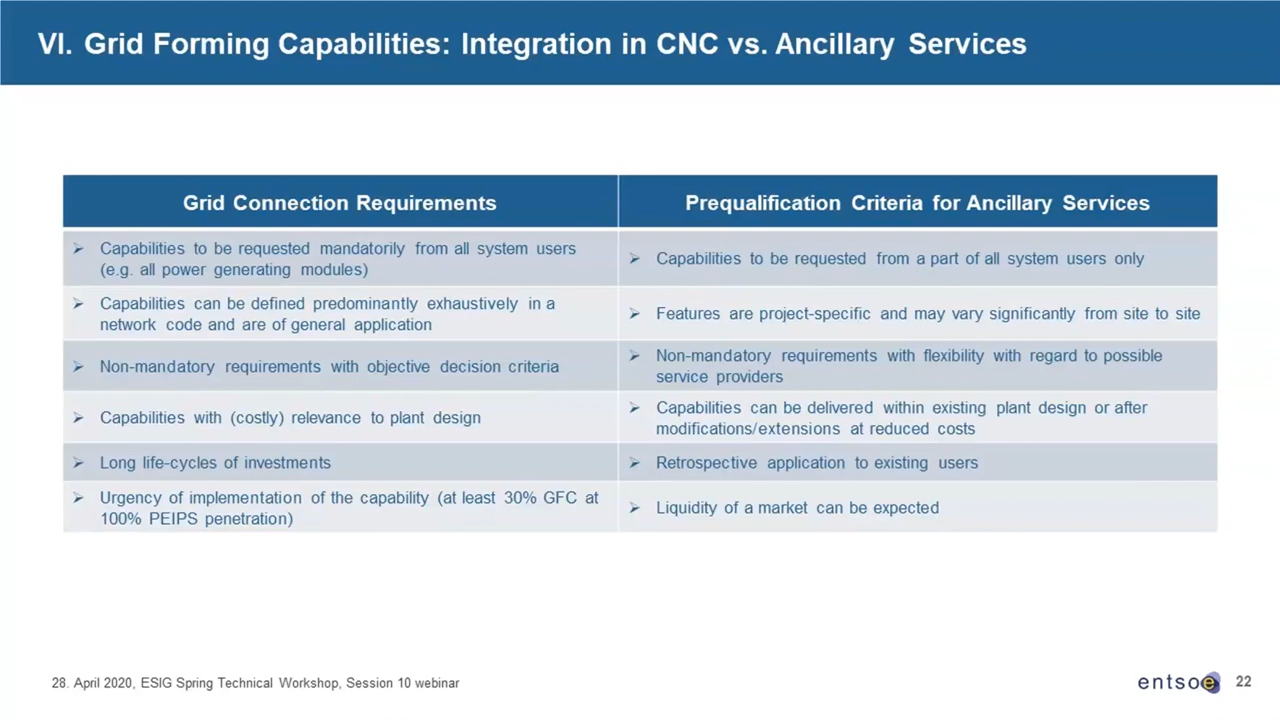 VI. Grid Forming Capabilities: Integration in CNC vs. Ancillary Services
Grid Connection Requirements
Prequalification Criteria for Ancillary Services
Capabilities to be requested mandatorily from all system users
(e.g. all power generating modules)
Capabilities to be requested from a part of all system users only
Capabilities can be defined predominantly exhaustively in a
network code and are of general application
Features are project-specific and may vary significantly from site to site
Non-mandatory requirements with objective decision criteria
Non-mandatory requirements with flexibility with regard to possible
service providers
Capabilities with (costly) relevance to plant design
Capabilities can be delivered within existing plant design or after
modifications/extensions at reduced costs
Long life-cycles of investments
Retrospective application to existing users
Urgency of implementation of the capability (at least 30% GFC at
100% PEIPS penetration)
Liquidity of a market can be expected
28. April 2020, ESIG Spring Technical Workshop, Session 10 webinar
entsoe
22